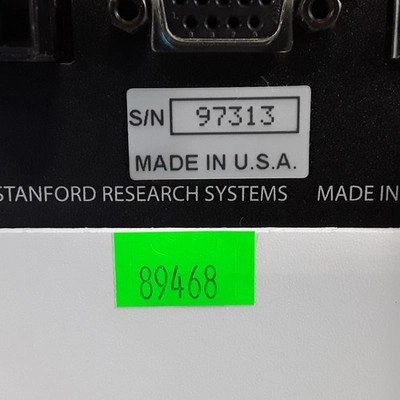 S/N 97313
MADE IN U.S.A.
STANFORD RESEARCH SYSTEMS MADE IN
89468